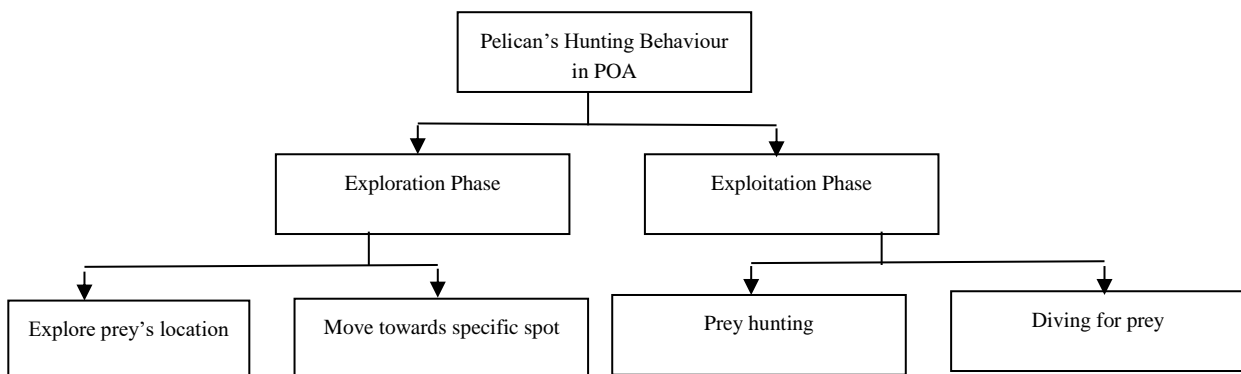 Pelican’s Hunting Behaviour
in POA
Exploration Phase
Exploitation Phase
Explore prey’s location
Move towards specific spot
Prey hunting
Diving for prey